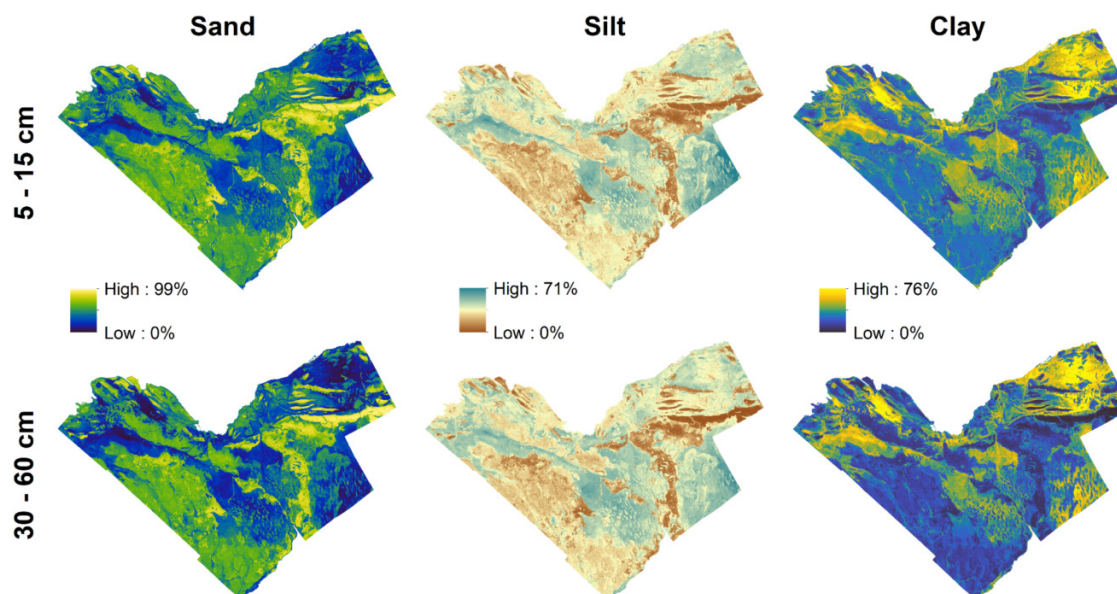 Sand
Silt
Clay
5 - 15 cm
High : 99%
Low : 0%
High : 71%
Low : 0%
High : 76%
Low : 0%
30 - 60 cm